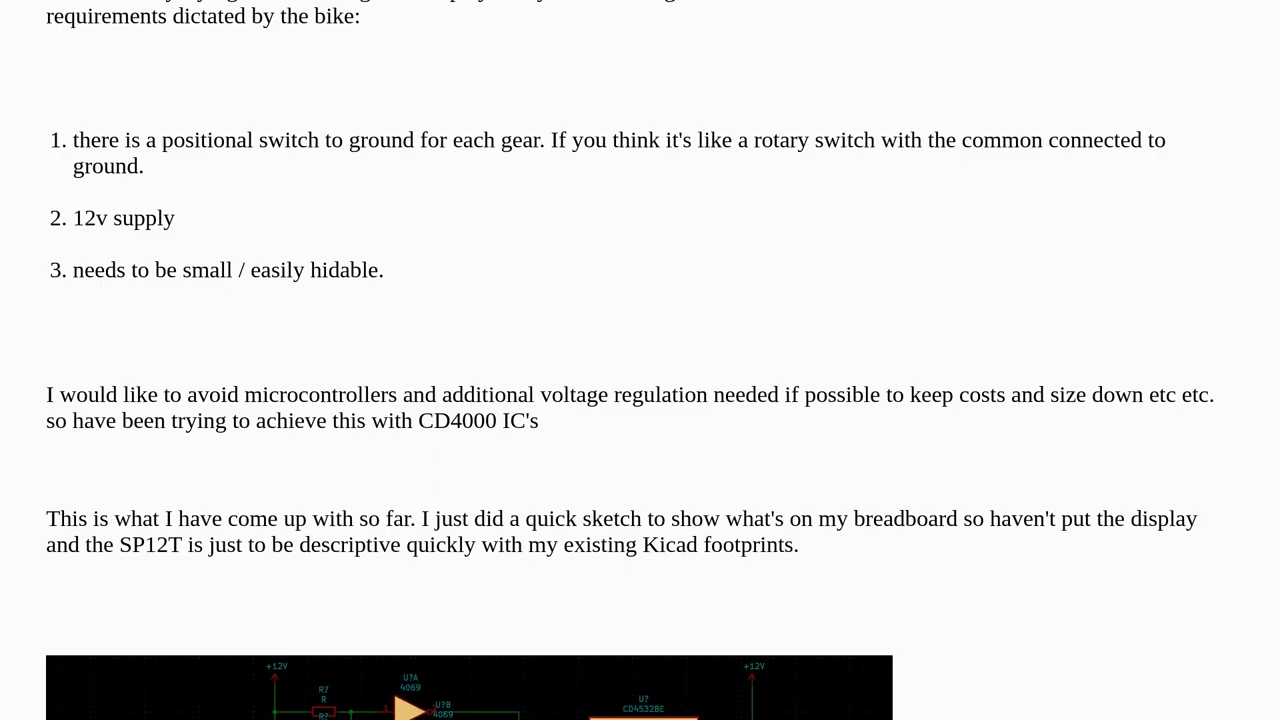 requirements dictated by the bike:
1. there is a positional switch to ground for each gear. If you think it's like a rotary switch with the common connected to
ground.
2. 12v supply
3. needs to be small / easily hidable.
I would like to avoid microcontrollers and additional voltage regulation needed if possible to keep costs and size down etc etc.
so have been trying to achieve this with CD4000 IC's
This is what I have come up with so far. I just did a quick sketch to show what's on my breadboard so haven't put the display
and the SP12T is just to be descriptive quickly with my existing Kicad footprints.
+12V
+12V
U?A
4069
R?
R
U?
CD4532BE
U?B
4069
1
R?